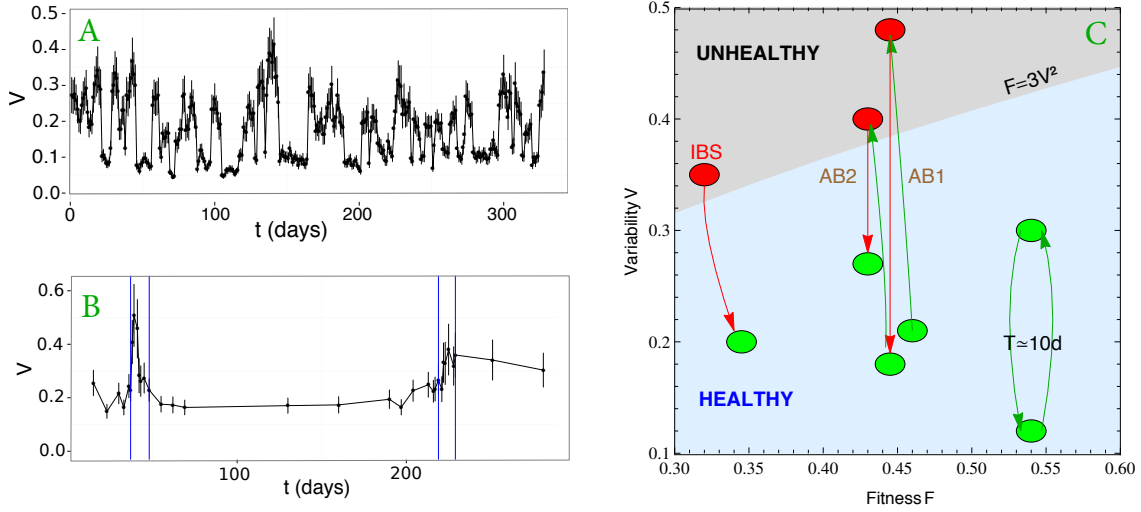 A
V
0.5
0.4
0.3
0.2
0.1
0.0
0
100
200
300
t (days)
B
V
0.6
0.4
0.2
0.0
100
200
t (days)
C
UNHEALTHY
F=3V²
IBS
AB2
AB1
T≃10d
HEALTHY
Variability V
0.5
0.4
0.3
0.2
0.1
0.30
0.35
0.40
0.45
0.50
0.55
0.60
Fitness F